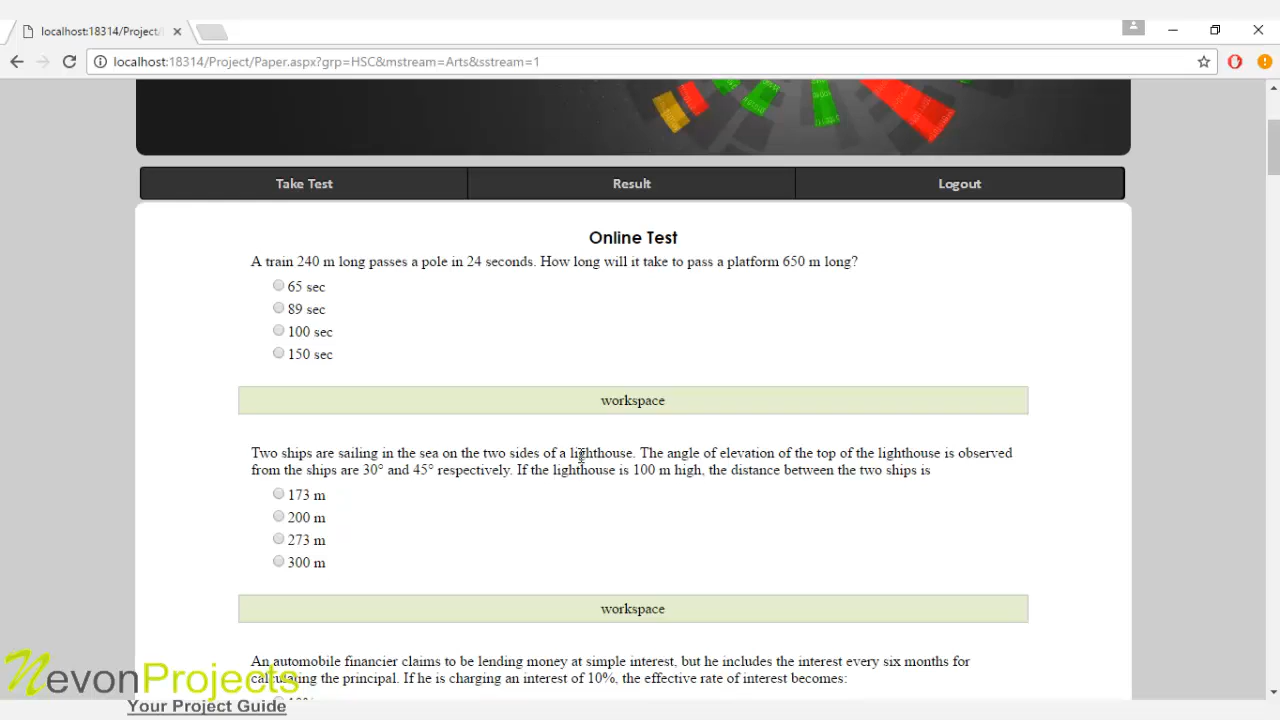 localhost:18314/Project/
localhost:18314/Project/Paper.aspx?grp=HSC&mstream=Arts&sstream=1
Take Test
Result
Logout
Online Test
A train 240 m long passes a pole in 24 seconds. How long will it take to pass a platform 650 m long?
65 sec
89 sec
100 sec
150 sec
workspace
Two ships are sailing in the sea on the two sides of a lighthouse. The angle of elevation of the top of the lighthouse is observed
from the ships are 30° and 45° respectively. If the lighthouse is 100 m high, the distance between the two ships is
173 m
200 m
273 m
300 m
workspace
An automobile financier claims to be lending money at simple interest, but he includes the interest every six months for
calculating the principal. If he is charging an interest of 10%, the effective rate of interest becomes:
NevonProjects
Your Project Guide